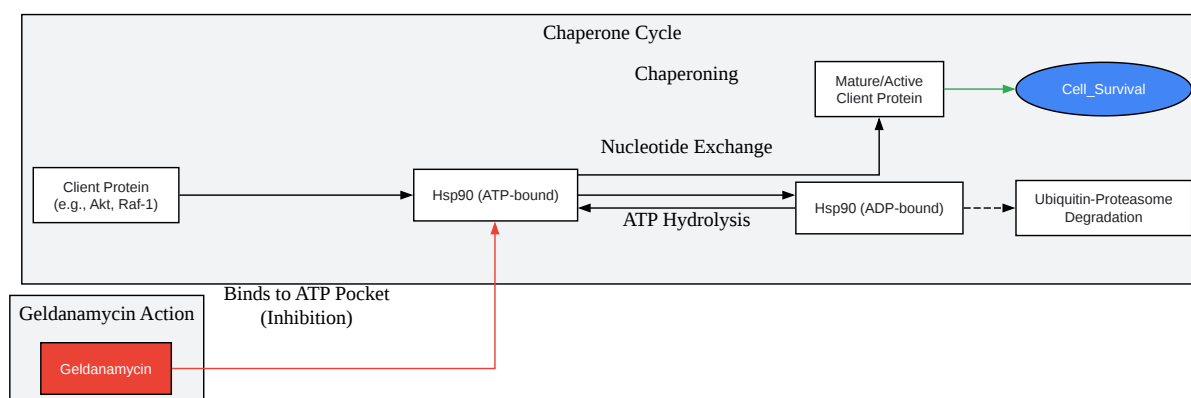 Chaperone Cycle
Chaperoning
Mature/Active
Client Protein
Cell_Survival
Nucleotide Exchange
Client Protein
(e.g., Akt, Raf-1)
Hsp90 (ATP-bound)
ATP Hydrolysis
Hsp90 (ADP-bound)
Ubiquitin-Proteasome
Degradation
Binds to ATP Pocket
(Inhibition)
Geldanamycin Action
Geldanamycin